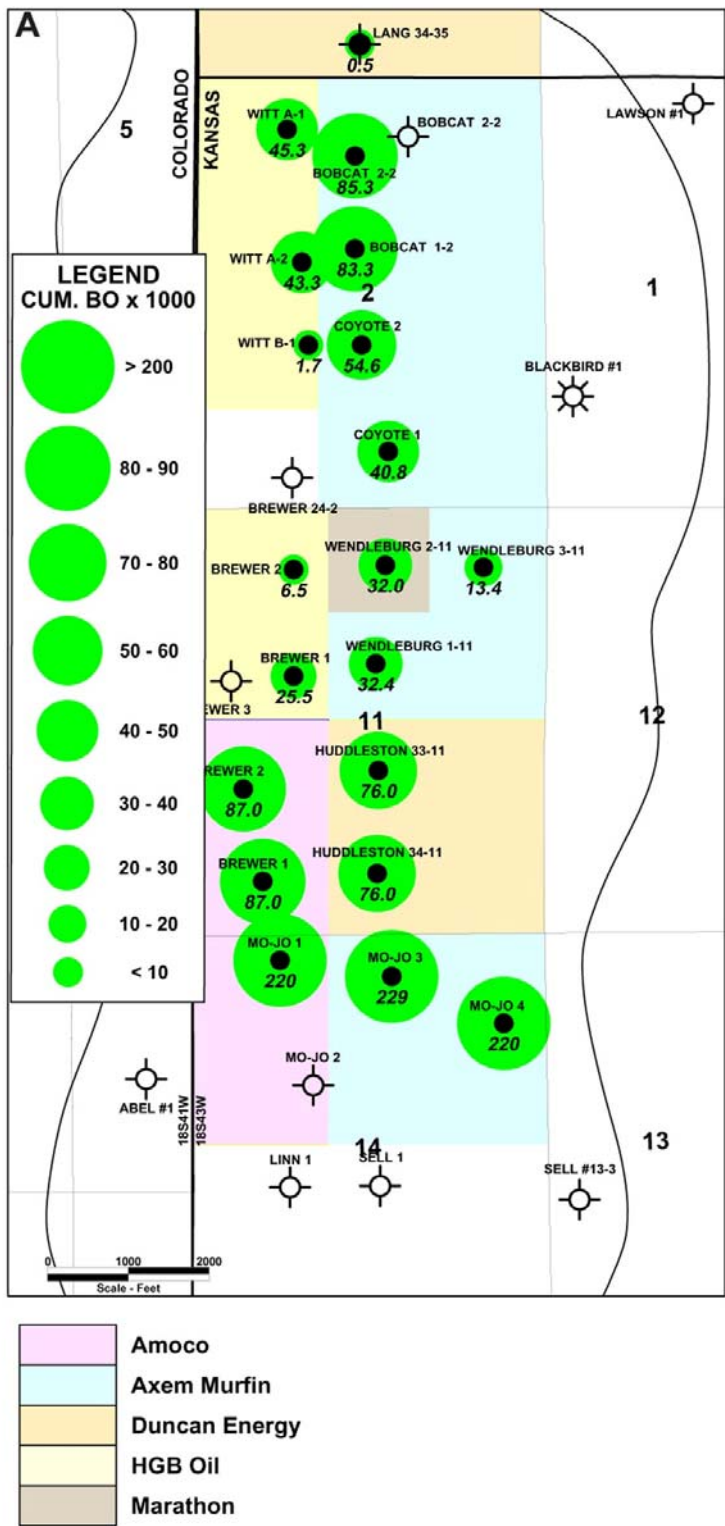 A
LANG 34-35
0.5
5
COLORADO
KANSAS
WITT A-1
45.3
BOBCAT 2-2
LAWSON #1
BOBCAT 2-2
85.3
WITT A-2
43.3
BOBCAT 1-2
83.3
2
1
WITT B-1
1.7
COYOTE 2
54.6
BLACKBIRD #1
COYOTE 1
40.8
BREWER 24-2
LEGEND
CUM. BO x 1000
> 200
80 - 90
70 - 80
50 - 60
40 - 50
30 - 40
20 - 30
10 - 20
< 10
BREWER 2
6.5
WENDLEBURG 2-11
32.0
WENDLEBURG 3-11
13.4
BREWER 1
25.5
WENDLEBURG 1-11
32.4
EWER 3
11
12
REWER 2
87.0
HUDDLESTON 33-11
76.0
BREWER 1
87.0
HUDDLESTON 34-11
76.0
MO-JO 1
220
MO-JO 3
229
MO-JO 4
220
MO-JO 2
ABEL #1
18S41W
18S43W
14
13
LINN 1
SELL 1
SELL #13-3
0 1000 2000
Scale - Feet
Amoco
Axem Murfin
Duncan Energy
HGB Oil
Marathon